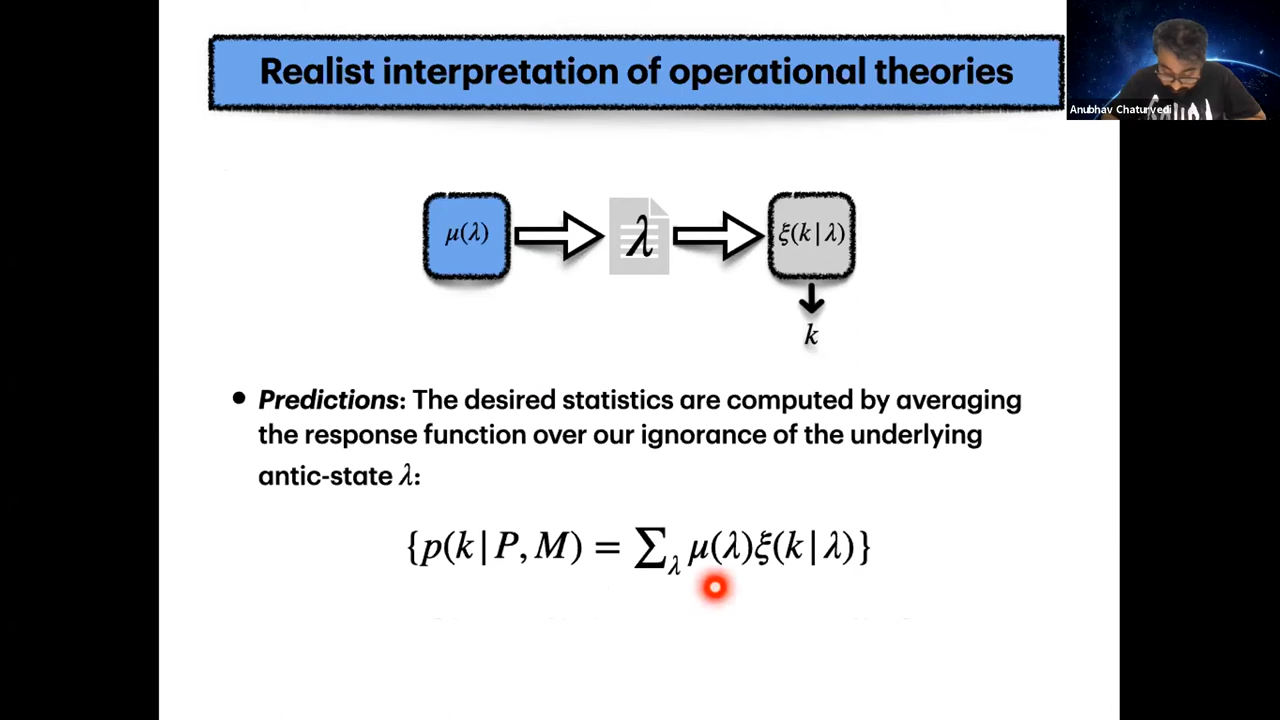 Realist interpretation of operational theories
Anubhav Chaturvedi
μ(λ)
λ
ξ(k|λ)
k
• Predictions: The desired statistics are computed by averaging
the response function over our ignorance of the underlying
antic-state λ:
{p(k|P, M) = ∑_λ μ(λ)ξ(k|λ)}